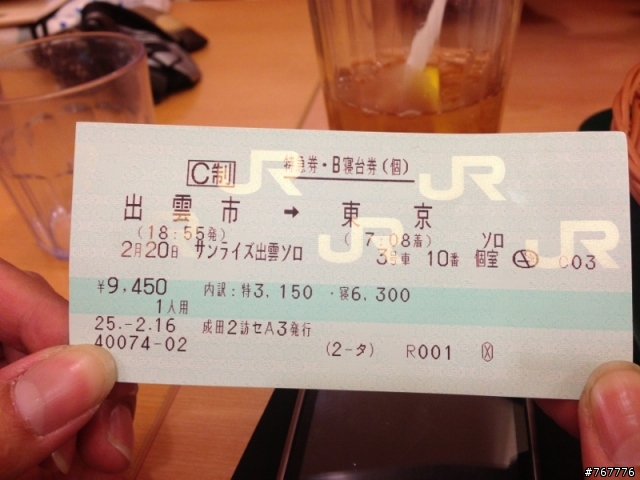 C制 特急券・B寝台券(個)
出雲市 → 東京
(18:55発) (7:08着) ソロ
2月20日 サンライズ出雲ソロ 3号車 10番 個室 003
¥9,450 内訳:特3,150・寝6,300
1人用
25.-2.16 成田2訪セA3発行
40074-02 (2-タ) R001
JR JR JR JR
#767776